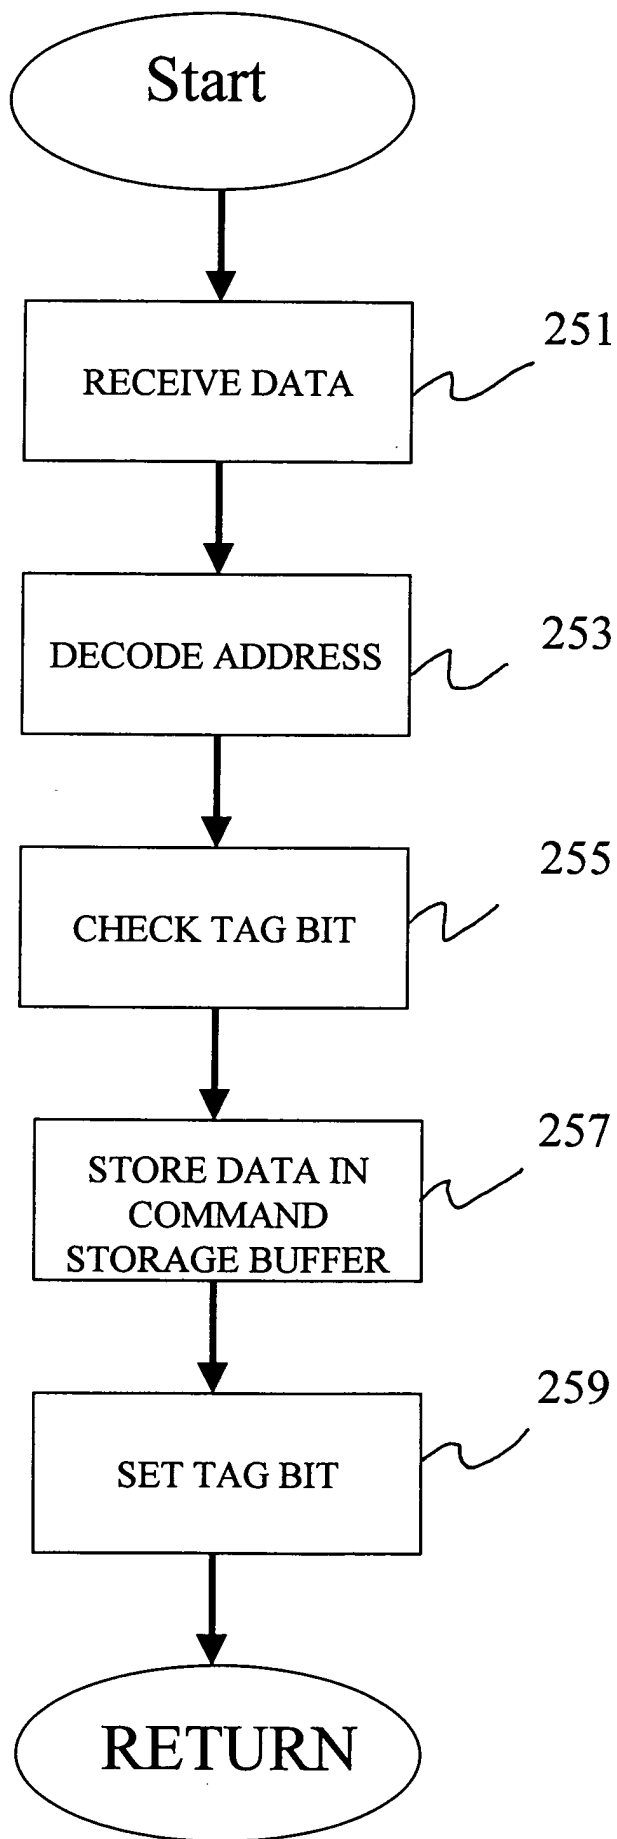 Start
251
RECEIVE DATA
253
DECODE ADDRESS
255
CHECK TAG BIT
257
STORE DATA IN
COMMAND
STORAGE BUFFER
259
SET TAG BIT
RETURN